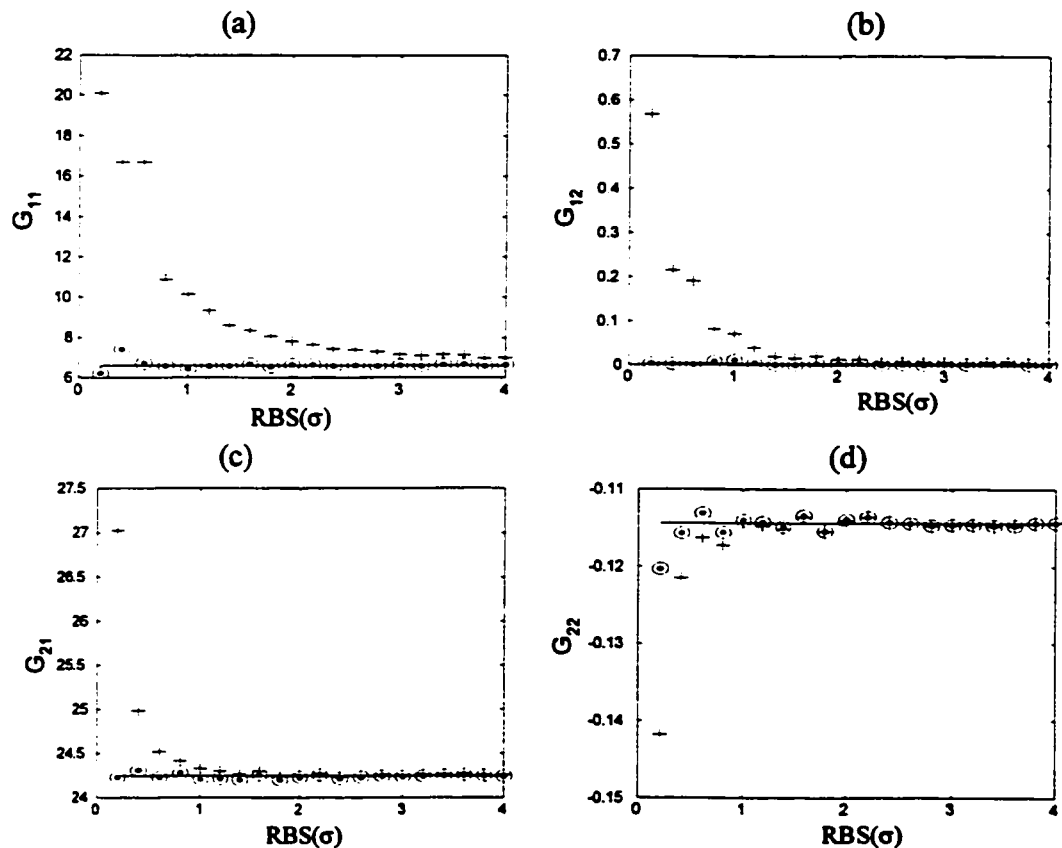 (a)
22
20
18
16
14
12
10
8
6
0 1 2 3 4
G11
RBS(σ)
(b)
0.7
0.6
0.5
0.4
0.3
0.2
0.1
0
0 1 2 3 4
G12
RBS(σ)
(c)
27.5
27
26.5
26
25.5
25
24.5
24
0 1 2 3 4
G21
RBS(σ)
(d)
-0.11
-0.12
-0.13
-0.14
-0.15
0 1 2 3 4
G22
RBS(σ)